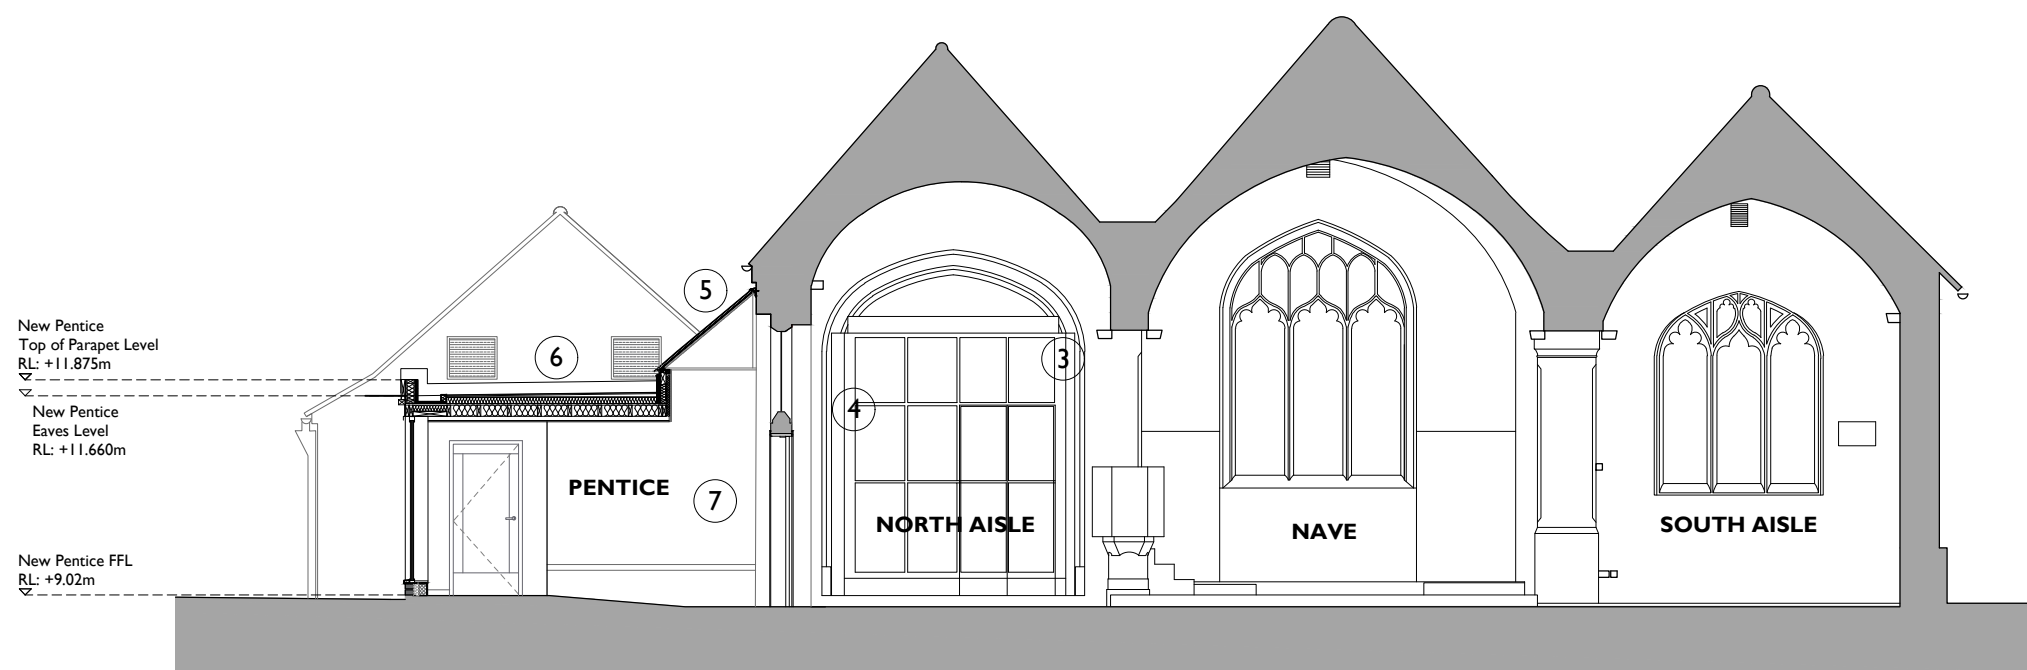 5
New Pentice
Top of Parapet Level
RL: +11.875m
6
3
New Pentice
Eaves Level
RL: +11.660m
4
PENTICE
7
NORTH AISLE
NAVE
SOUTH AISLE
New Pentice FFL
RL: +9.02m